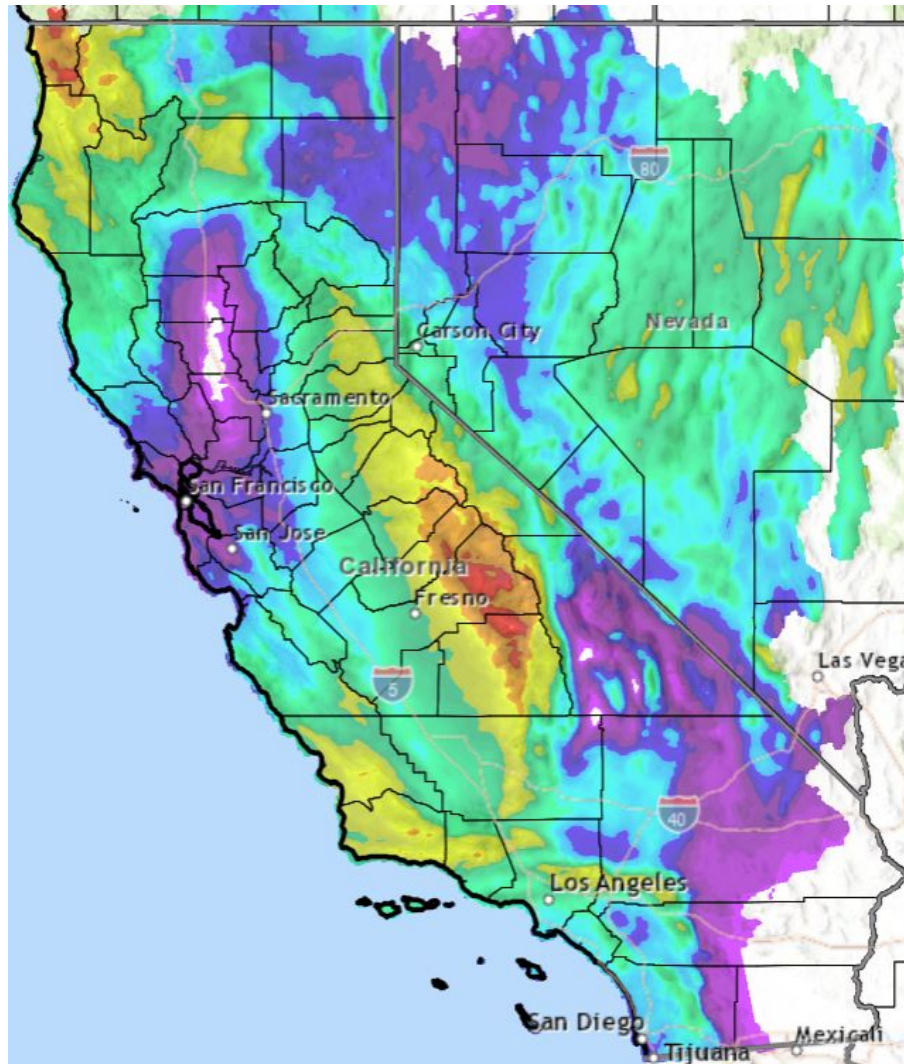 80
Nevada
Carson City
Sacramento
San Francisco
San Jose
California
Fresno
5
Las Vega
40
Los Angeles
San Diego
Mexicali
Tijuana